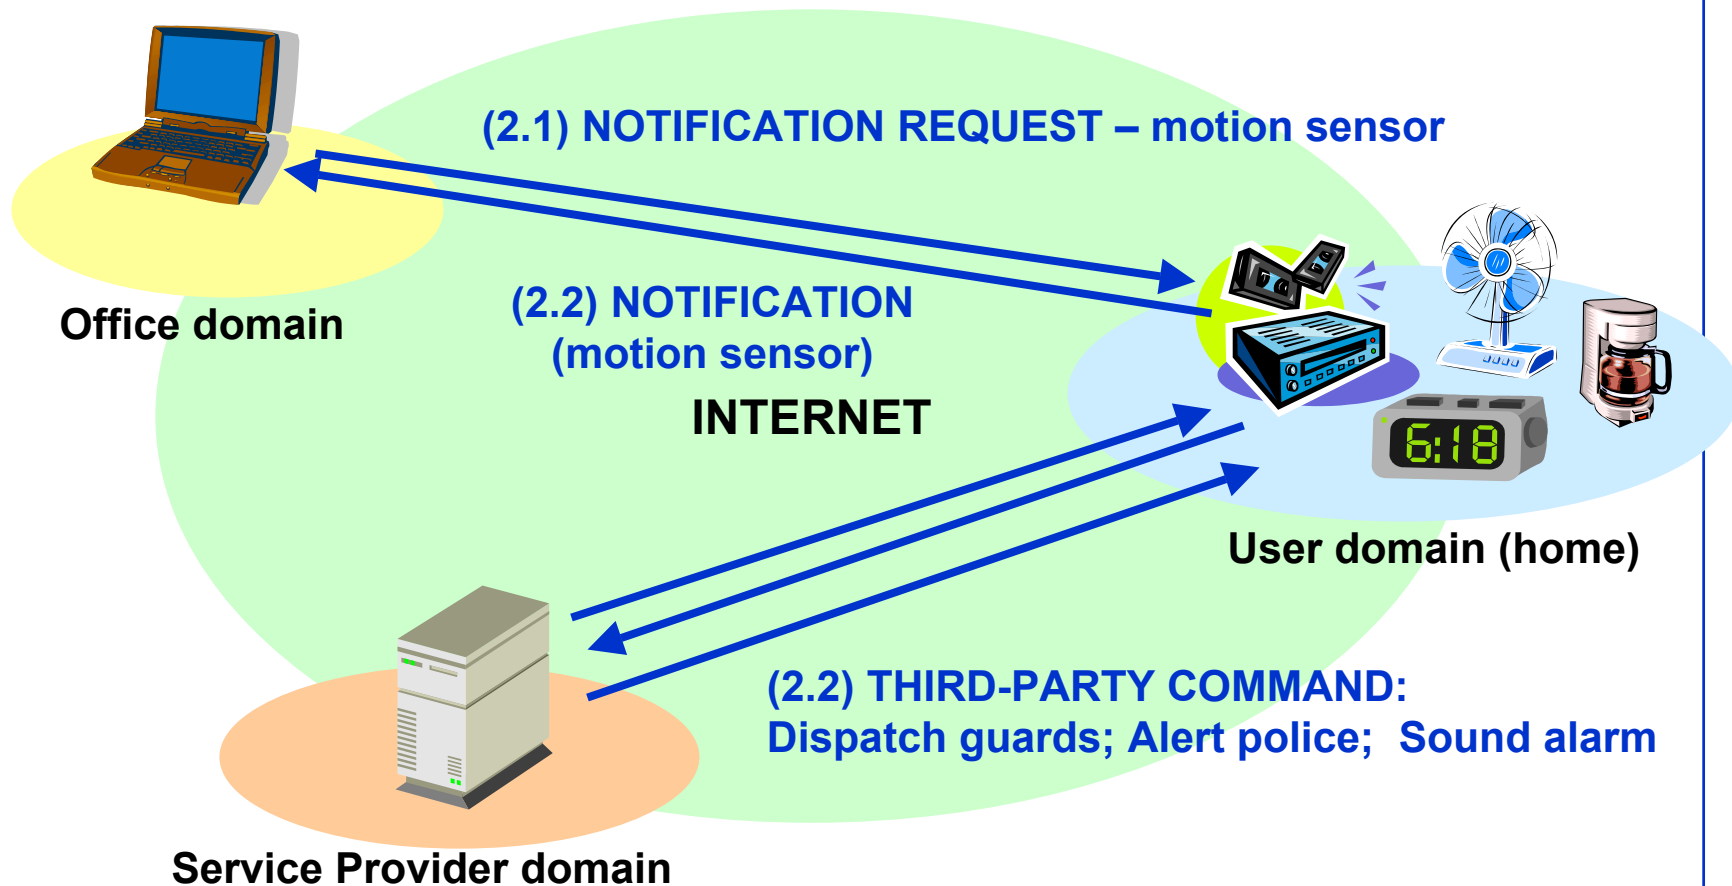 (2.1) NOTIFICATION REQUEST – motion sensor
Office domain
(2.2) NOTIFICATION
(motion sensor)
INTERNET
6:18
User domain (home)
(2.2) THIRD-PARTY COMMAND:
Dispatch guards; Alert police; Sound alarm
Service Provider domain